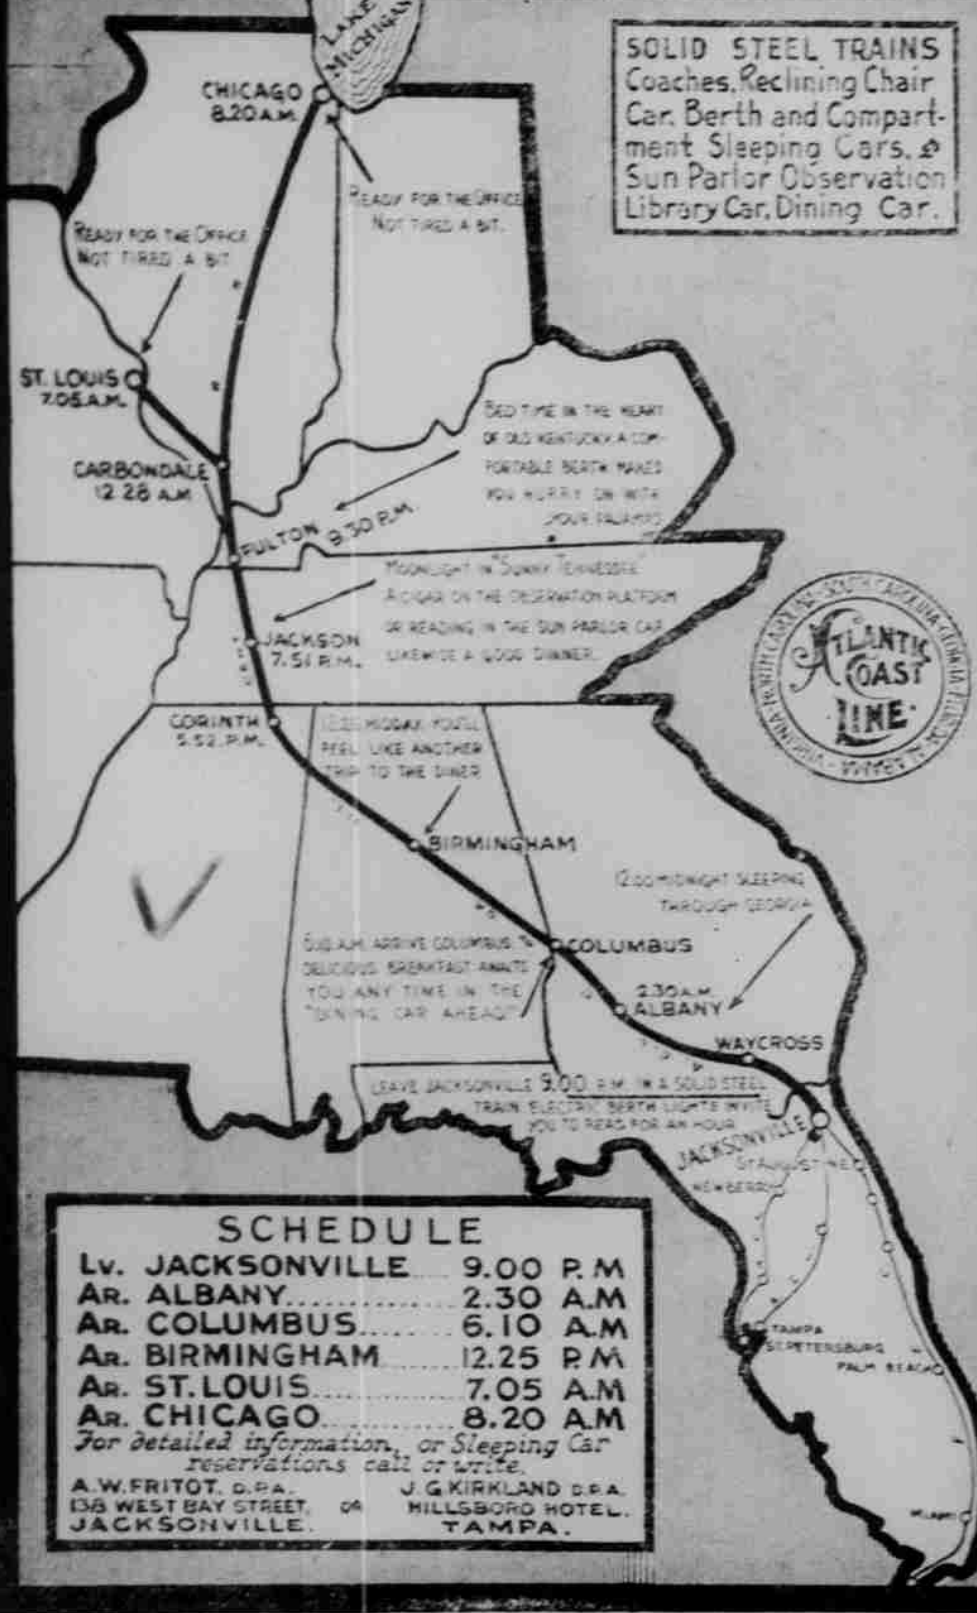 LAKE
MICHIGAN
SOLID STEEL TRAINS
Coaches, Reclining Chair
Car, Berth and Compart-
ment Sleeping Cars, &
Sun Parlor Observation
Library Car, Dining Car.
CHICAGO
8.20 A.M.
READY FOR THE OFFICE
NOT TIRED A BIT.
READY FOR THE OFFICE
NOT TIRED A BIT
ST. LOUIS
7.05 A.M.
CARBONDALE
12.28 A.M
BED TIME IN THE HEART
OF OLD KENTUCKY. A COM-
FORTABLE BERTH MAKES
YOU HURRY ON WITH
YOUR PAJAMAS
FULTON 9.30 P.M.
MOONLIGHT IN "SUNNY TENNESSEE"
A CIGAR ON THE OBSERVATION PLATFORM
OR READING IN THE SUN PARLOR CAR
LIKEWISE A GOOD DINNER.
JACKSON
7.51 P.M.
VIRGINIA-NORTH CAROLINA-SOUTH CAROLINA-GEORGIA-FLORIDA-ALABAMA
ATLANTIC
COAST
LINE
CORINTH
5.52 P.M.
MIDDAY. YOU'LL
FEEL LIKE ANOTHER
TRIP TO THE DINER
BIRMINGHAM
12.00 MIDNIGHT SLEEPING
THROUGH GEORGIA
ARRIVE COLUMBUS
DELICIOUS BREAKFAST AWAITS
YOU ANY TIME IN THE
"DINING CAR AHEAD"
COLUMBUS
2.30 A.M.
ALBANY
WAYCROSS
LEAVE JACKSONVILLE 9.00 P.M. IN A SOLID STEEL
TRAIN ELECTRIC BERTH LIGHTS INVITE
YOU TO READ FOR AN HOUR
JACKSONVILLE
ST AUGUSTINE
NEWBERRY
TAMPA
ST. PETERSBURG
PALM BEACH
MIAMI
SCHEDULE
LV. JACKSONVILLE.... 9.00 P.M
AR. ALBANY.............. 2.30 A.M
AR. COLUMBUS........ 6.10 A.M
AR. BIRMINGHAM ...... 12.25 P.M
AR. ST. LOUIS............ 7.05 A.M
AR. CHICAGO........... 8.20 A.M
For detailed information, or Sleeping Car
reservations call or write,
A. W. FRITOT, D.P.A. J. G. KIRKLAND D.P.A.
138 WEST BAY STREET, OR HILLSBORO HOTEL.
JACKSONVILLE. TAMPA.